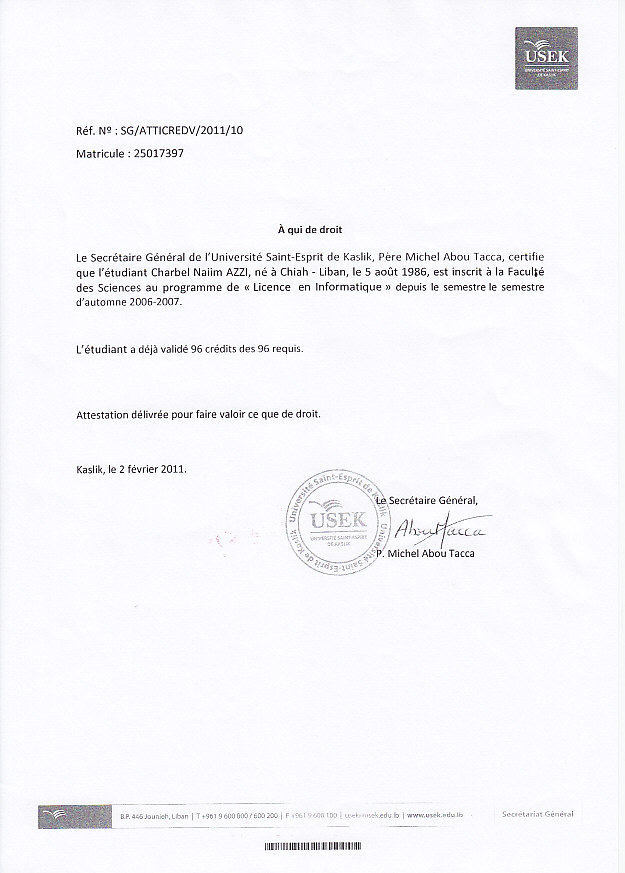 USEK
UNIVERSITÉ SAINT-ESPRIT
DE KASLIK
Réf. Nº : SG/ATTICREDV/2011/10
Matricule : 25017397
À qui de droit
Le Secrétaire Général de l'Université Saint-Esprit de Kaslik, Père Michel Abou Tacca, certifie
que l'étudiant Charbel Naiim AZZI, né à Chiah - Liban, le 5 août 1986, est inscrit à la Faculté
des Sciences au programme de « Licence en Informatique » depuis le semestre le semestre
d'automne 2006-2007.
L'étudiant a déjà validé 96 crédits des 96 requis.
Attestation délivrée pour faire valoir ce que de droit.
Kaslik, le 2 février 2011.
Le Secrétaire Général,
Abou Tacca
P. Michel Abou Tacca
Université Saint-Esprit de Kaslik Université Saint-Esprit de Kaslik
USEK
UNIVERSITÉ SAINT-ESPRIT
DE KASLIK
B.P. 446 Jounieh, Liban | T +961 9 600 000 / 600 200 | F +961 9 600 100 | usek@usek.edu.lb | www.usek.edu.lb
Secrétariat Général